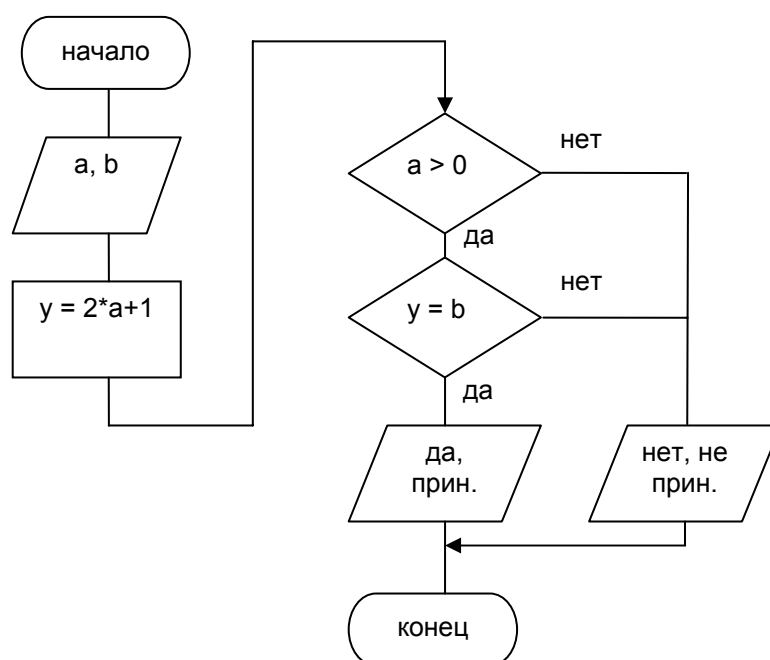 начало
a, b
y = 2*a+1
a > 0
нет
да
y = b
нет
да
да,
прин.
нет, не
прин.
конец